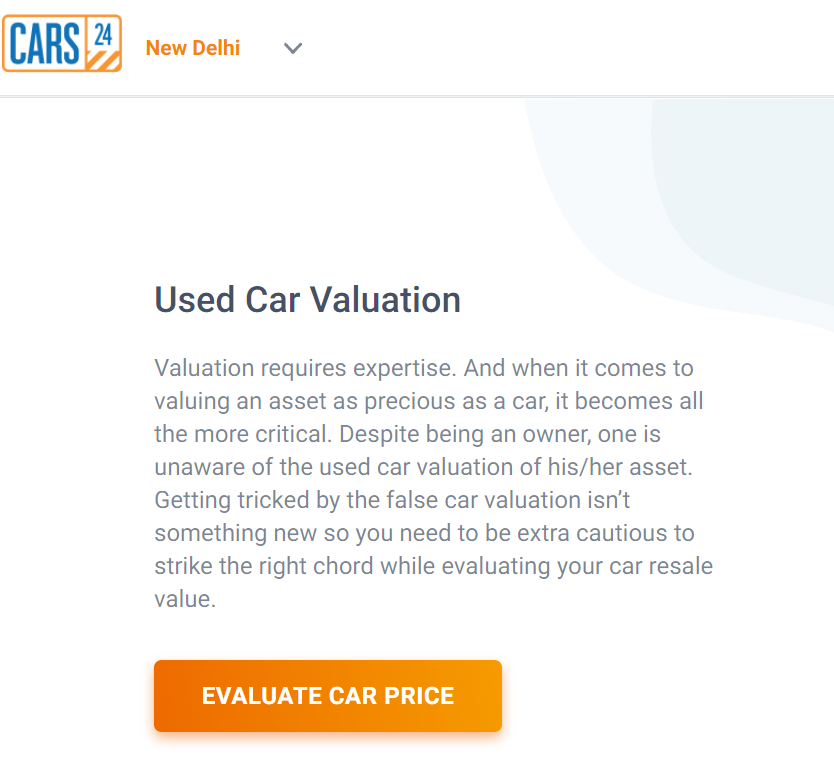 CARS 24
New Delhi
Used Car Valuation
Valuation requires expertise. And when it comes to
valuing an asset as precious as a car, it becomes all
the more critical. Despite being an owner, one is
unaware of the used car valuation of his/her asset.
Getting tricked by the false car valuation isn’t
something new so you need to be extra cautious to
strike the right chord while evaluating your car resale
value.
EVALUATE CAR PRICE